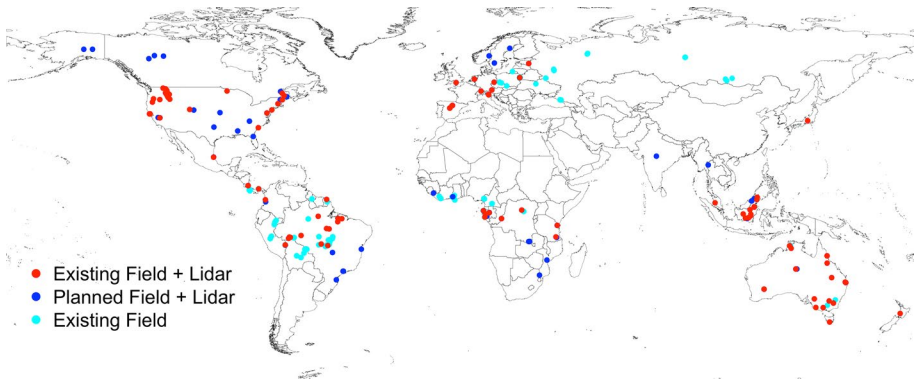 Existing Field + Lidar
Planned Field + Lidar
Existing Field